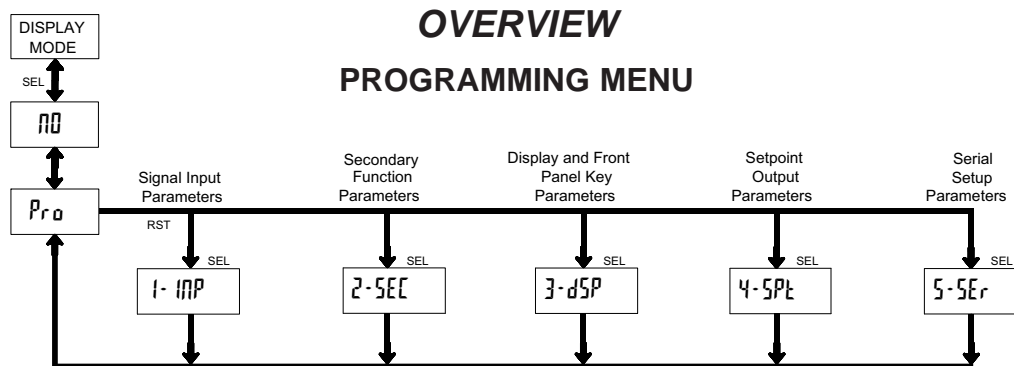 OVERVIEW
PROGRAMMING MENU
DISPLAY
MODE
SEL
NO
Pro
Signal Input
Parameters
Secondary
Function
Parameters
Display and Front
Panel Key
Parameters
Setpoint
Output
Parameters
Serial
Setup
Parameters
RST
SEL
SEL
SEL
SEL
SEL
1-INP
2-SEC
3-dSP
4-SPt
5-SEr